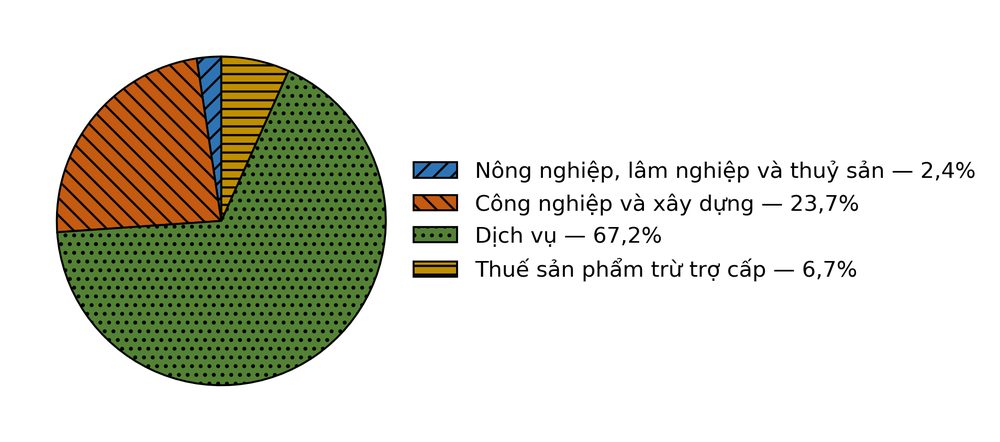 Nông nghiệp, lâm nghiệp và thuỷ sản — 2,4%
Công nghiệp và xây dựng — 23,7%
Dịch vụ — 67,2%
Thuế sản phẩm trừ trợ cấp — 6,7%